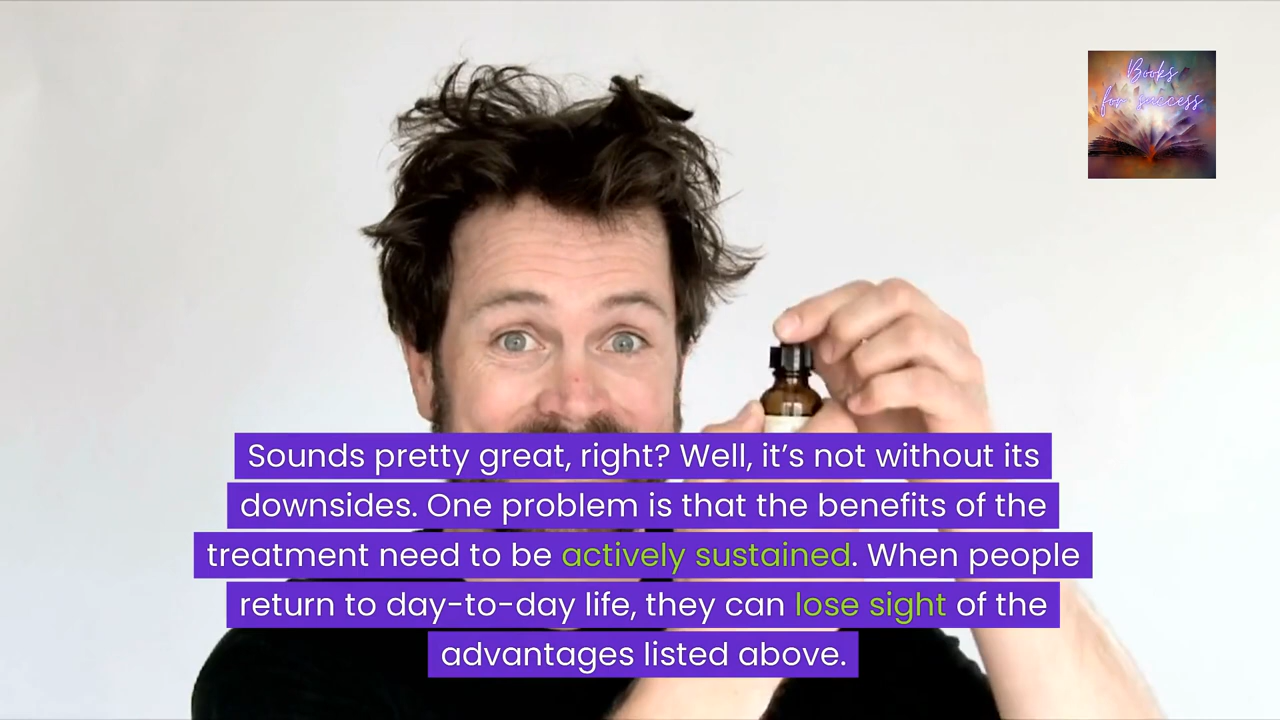 Books
for success
Sounds pretty great, right? Well, it’s not without its
downsides. One problem is that the benefits of the
treatment need to be actively sustained. When people
return to day-to-day life, they can lose sight of the
advantages listed above.